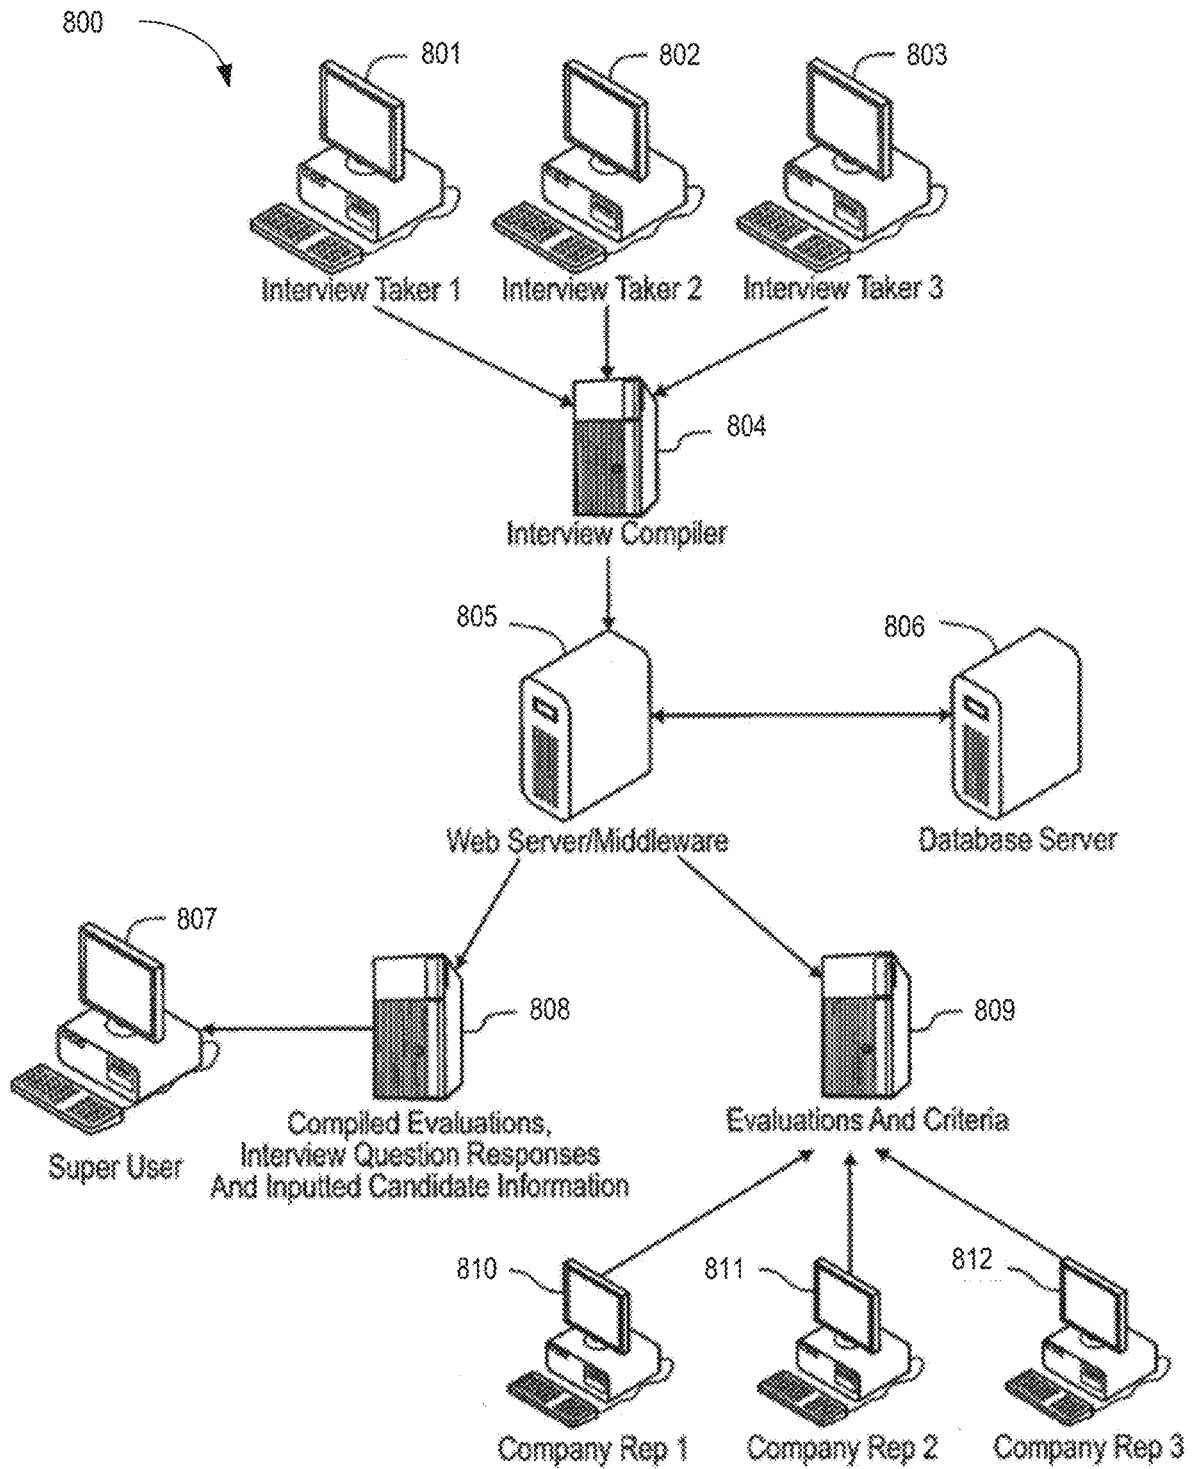 800
801
802
803
Interview Taker 1
Interview Taker 2
Interview Taker 3
804
Interview Compiler
805
806
Web Server/Middleware
Database Server
807
808
809
Super User
Compiled Evaluations,
Interview Question Responses
And Inputted Candidate Information
Evaluations And Criteria
810
811
812
Company Rep 1
Company Rep 2
Company Rep 3